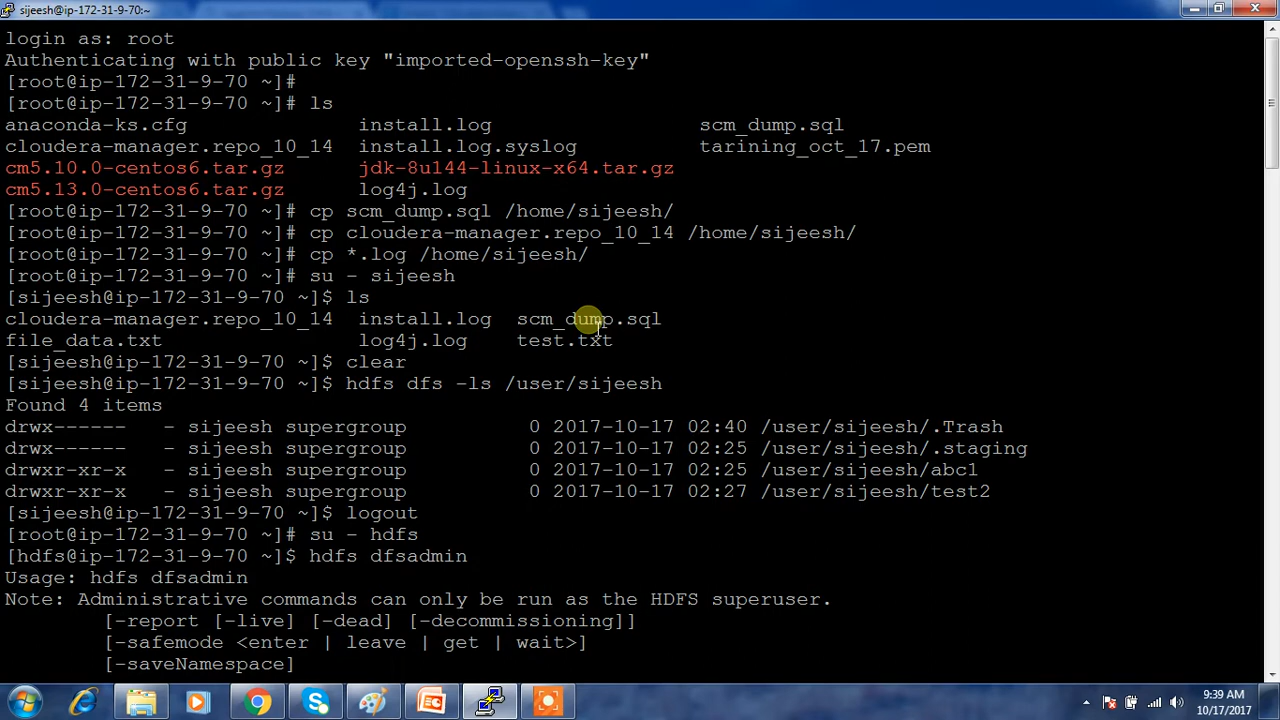 sijeesh@ip-172-31-9-70:~
login as: root
Authenticating with public key "imported-openssh-key"
[root@ip-172-31-9-70 ~]#
[root@ip-172-31-9-70 ~]# ls
anaconda-ks.cfg install.log scm_dump.sql
cloudera-manager.repo_10_14 install.log.syslog tarining_oct_17.pem
cm5.10.0-centos6.tar.gz jdk-8u144-linux-x64.tar.gz
cm5.13.0-centos6.tar.gz log4j.log
[root@ip-172-31-9-70 ~]# cp scm_dump.sql /home/sijeesh/
[root@ip-172-31-9-70 ~]# cp cloudera-manager.repo_10_14 /home/sijeesh/
[root@ip-172-31-9-70 ~]# cp *.log /home/sijeesh/
[root@ip-172-31-9-70 ~]# su - sijeesh
[sijeesh@ip-172-31-9-70 ~]$ ls
cloudera-manager.repo_10_14 install.log scm_dump.sql
file_data.txt log4j.log test.txt
[sijeesh@ip-172-31-9-70 ~]$ clear
[sijeesh@ip-172-31-9-70 ~]$ hdfs dfs -ls /user/sijeesh
Found 4 items
drwx------ - sijeesh supergroup 0 2017-10-17 02:40 /user/sijeesh/.Trash
drwx------ - sijeesh supergroup 0 2017-10-17 02:25 /user/sijeesh/.staging
drwxr-xr-x - sijeesh supergroup 0 2017-10-17 02:25 /user/sijeesh/abc1
drwxr-xr-x - sijeesh supergroup 0 2017-10-17 02:27 /user/sijeesh/test2
[sijeesh@ip-172-31-9-70 ~]$ logout
[root@ip-172-31-9-70 ~]# su - hdfs
[hdfs@ip-172-31-9-70 ~]$ hdfs dfsadmin
Usage: hdfs dfsadmin
Note: Administrative commands can only be run as the HDFS superuser.
[-report [-live] [-dead] [-decommissioning]]
[-safemode <enter | leave | get | wait>]
[-saveNamespace]
9:39 AM
10/17/2017